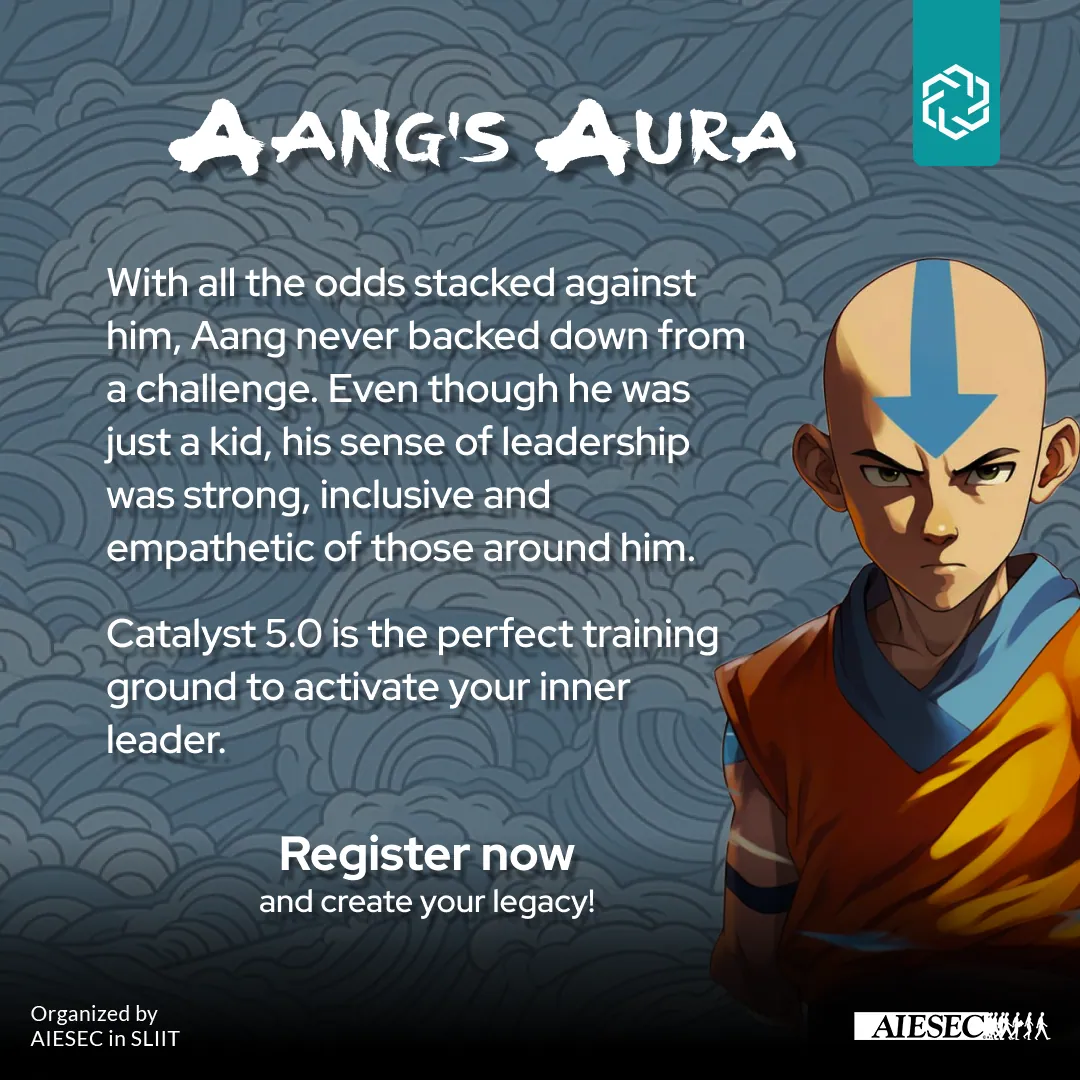 AANG'S AURA
With all the odds stacked against
him, Aang never backed down from
a challenge. Even though he was
just a kid, his sense of leadership
was strong, inclusive and
empathetic of those around him.
Catalyst 5.0 is the perfect training
ground to activate your inner
leader.
Register now
and create your legacy!
Organized by
AIESEC in SLIIT
AIESEC